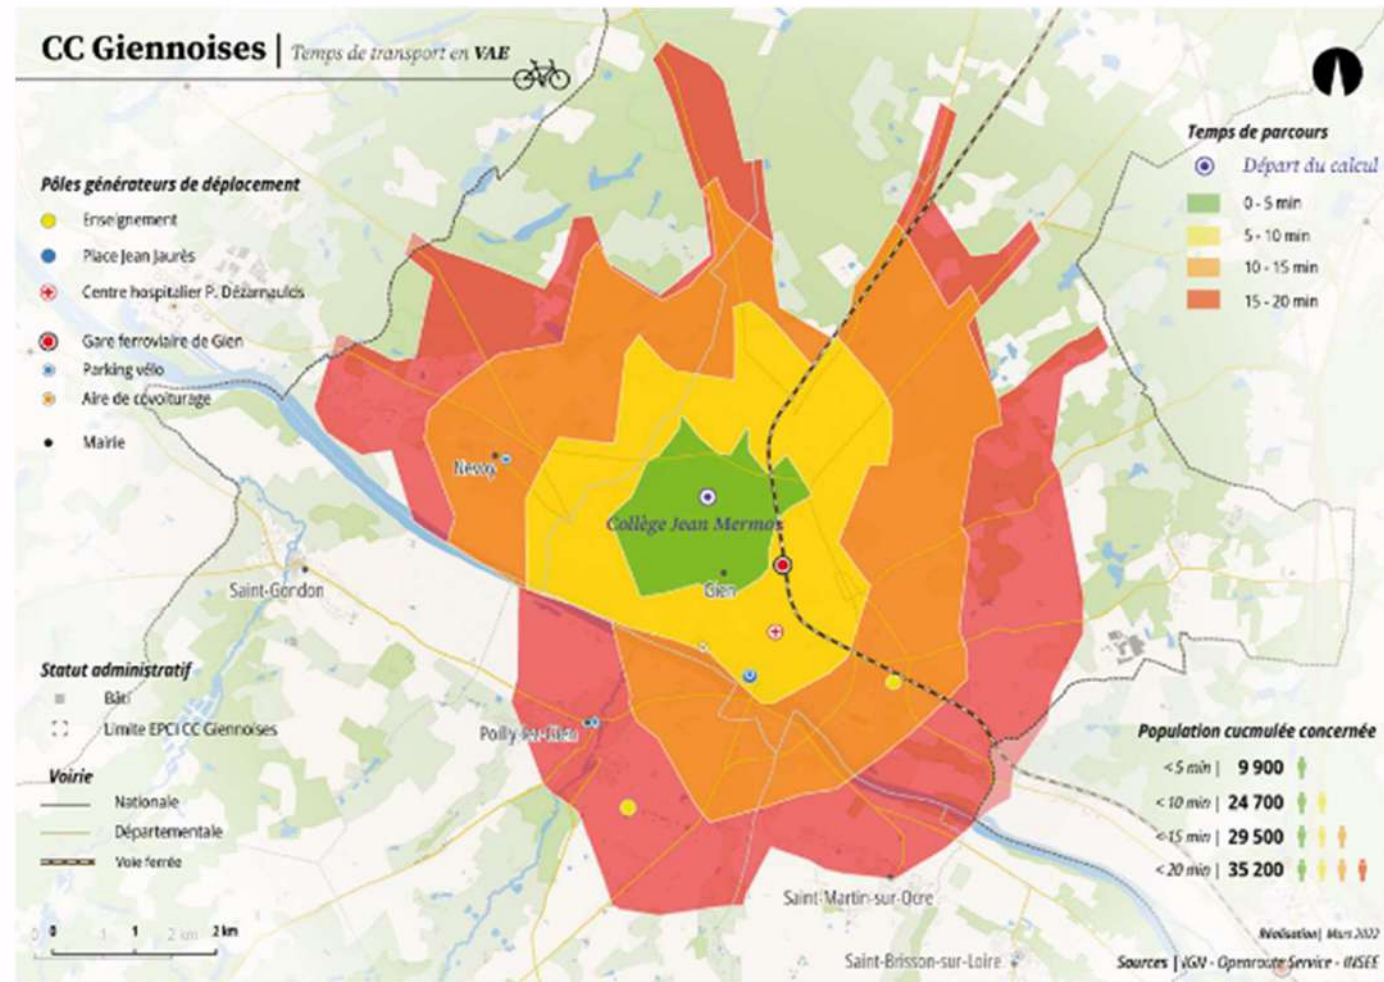 CC Giennoises | Temps de transport en VAE
Pôles générateurs de déplacement
Enseignement
Place Jean Jaurès
Centre hospitalier P. Dézarnaulds
Gare ferroviaire de Gien
Parking vélo
Aire de covoiturage
Mairie
Temps de parcours
Départ du calcul
0 - 5 min
5 - 10 min
10 - 15 min
15 - 20 min
Nevoy
Collège Jean Mermoz
Gien
Saint-Gondon
Poilly-lez-Gien
Saint-Martin-sur-Ocre
Saint-Brisson-sur-Loire
Statut administratif
Bâti
Limite EPCI CC Giennoises
Voirie
Nationale
Départementale
Voie ferrée
0 1 2 km
0 1 2 km
Population cucmulée concernée
< 5 min | 9 900
< 10 min | 24 700
< 15 min | 29 500
< 20 min | 35 200
Réalisation| Mars 2022
Sources | IGN - Openroute Service - INSEE